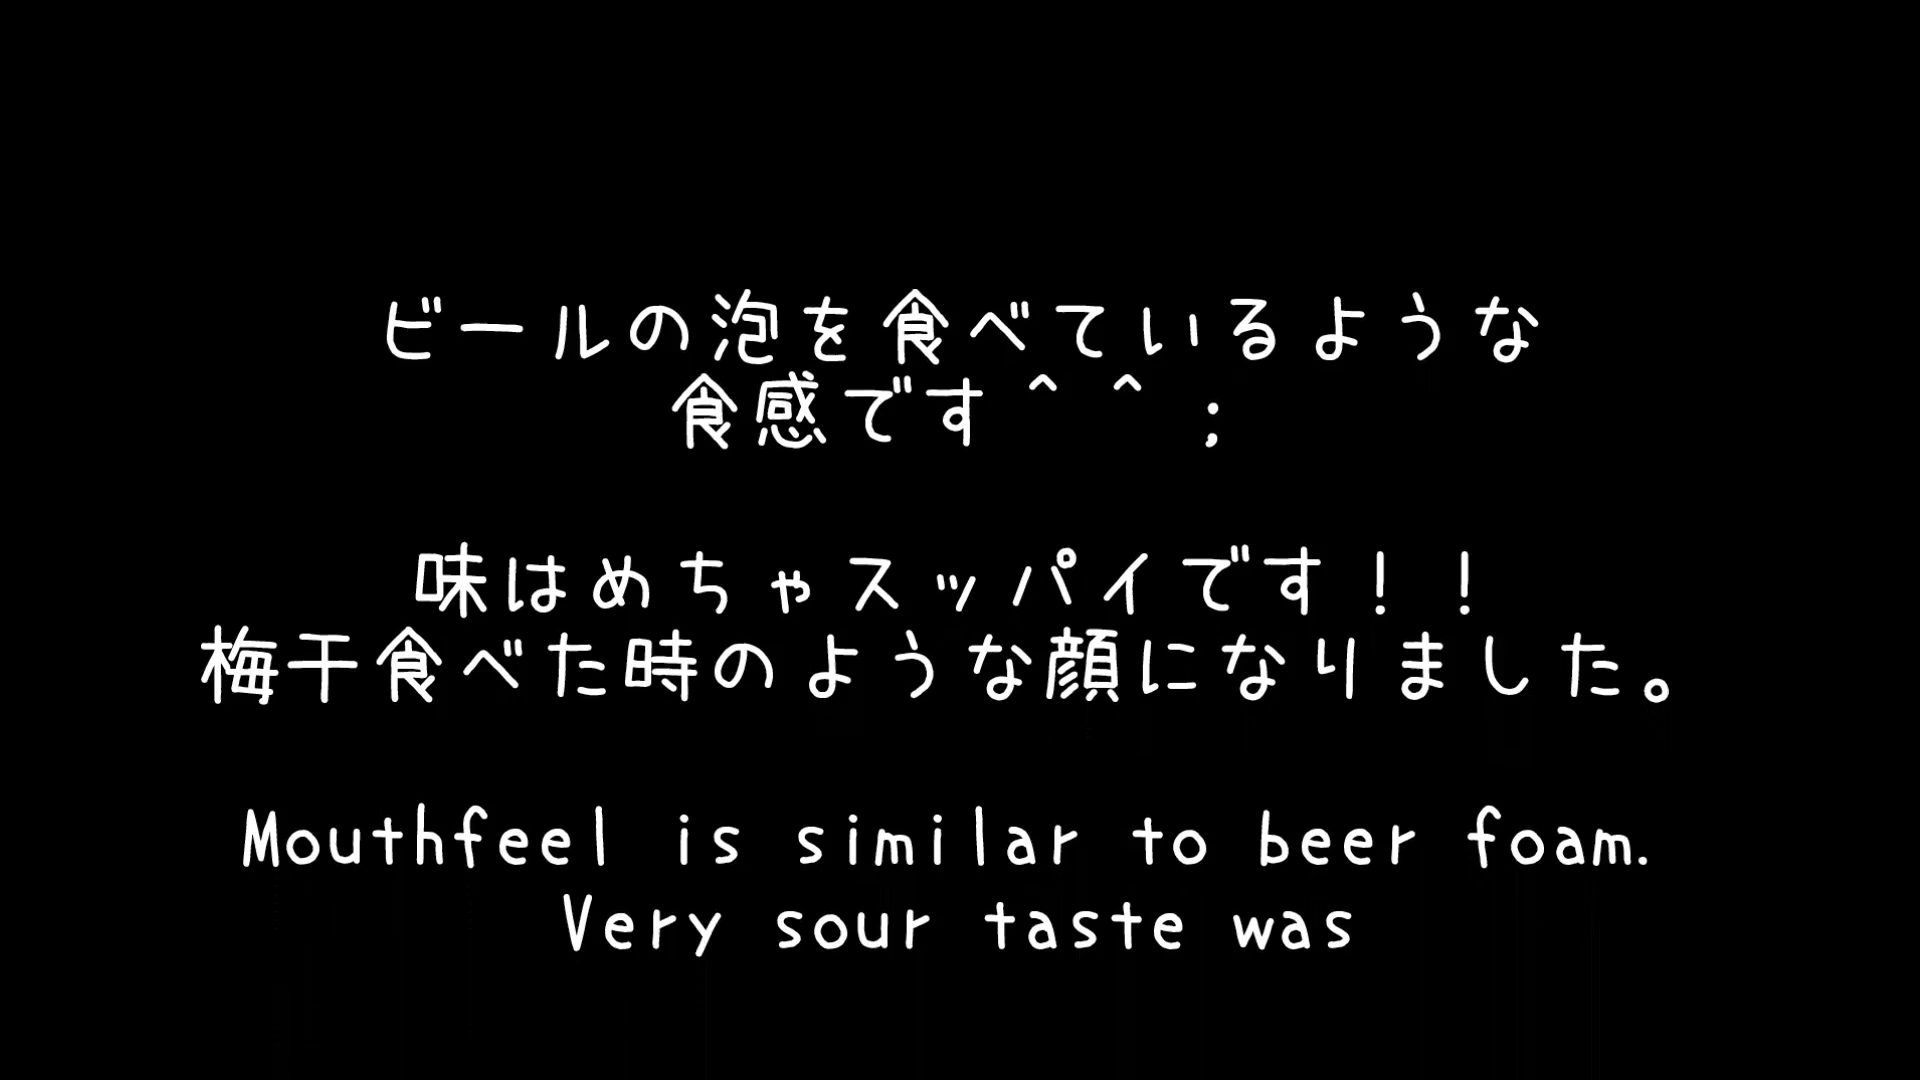 ビールの泡を食べているような
食感です＾＾；
味はめちゃスッパイです！！
梅干食べた時のような顔になりました。
Mouthfeel is similar to beer foam.
Very sour taste was